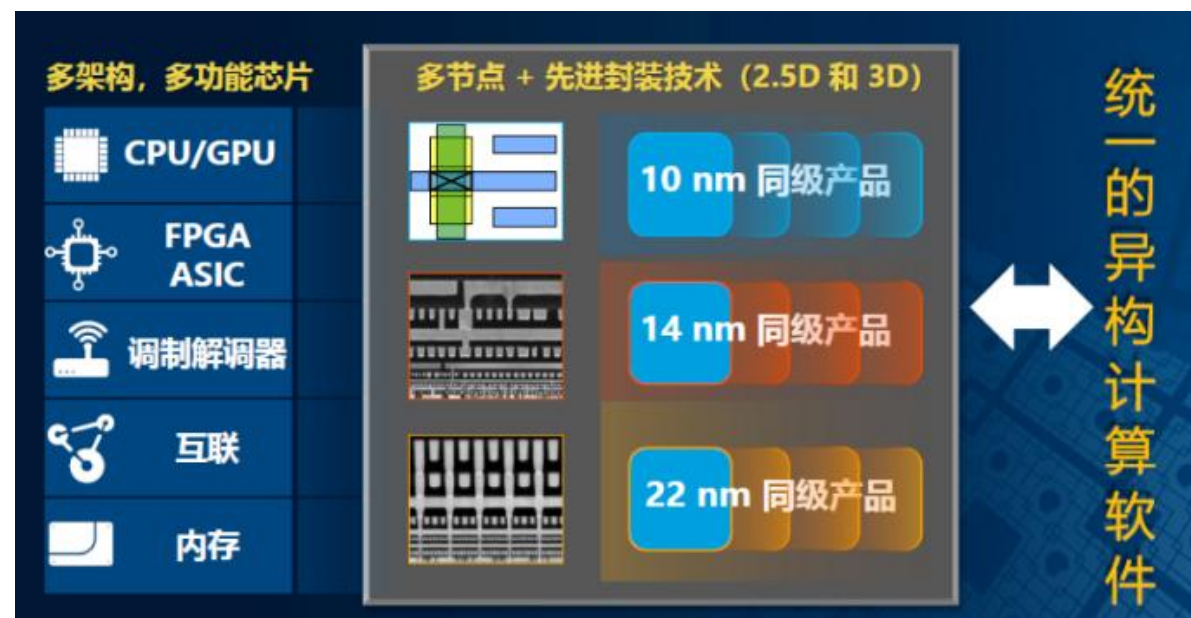 多架构，多功能芯片
CPU/GPU
FPGA
ASIC
调制解调器
互联
内存
多节点 + 先进封装技术（2.5D 和 3D）
10 nm 同级产品
14 nm 同级产品
22 nm 同级产品
统一的异构计算软件